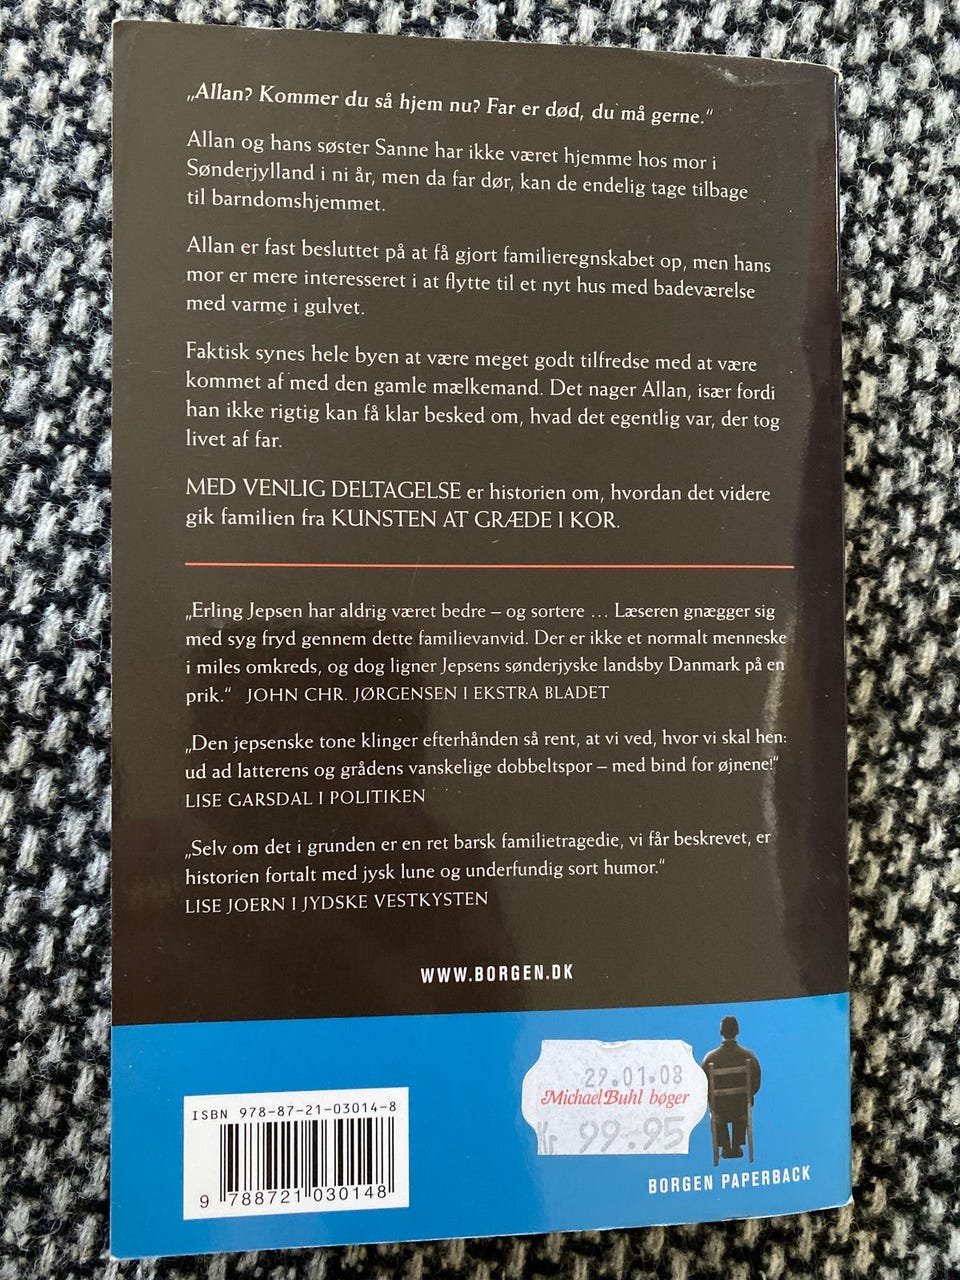 „Allan? Kommer du så hjem nu? Far er død, du må gerne.“
Allan og hans søster Sanne har ikke været hjemme hos mor i
Sønderjylland i ni år, men da far dør, kan de endelig tage tilbage
til barndomshjemmet.
Allan er fast besluttet på at få gjort familieregnskabet op, men hans
mor er mere interesseret i at flytte til et nyt hus med badeværelse
med varme i gulvet.
Faktisk synes hele byen at være meget godt tilfredse med at være
kommet af med den gamle mælkemand. Det nager Allan, især fordi
han ikke rigtig kan få klar besked om, hvad det egentlig var, der tog
livet af far.
MED VENLIG DELTAGELSE er historien om, hvordan det videre
gik familien fra KUNSTEN AT GRÆDE I KOR.
„Erling Jepsen har aldrig været bedre – og sortere ... Læseren gnægger sig
med syg fryd gennem dette familievanvid. Der er ikke et normalt menneske
i miles omkreds, og dog ligner Jepsens sønderjyske landsby Danmark på en
prik.“ JOHN CHR. JØRGENSEN I EKSTRA BLADET
„Den jepsenske tone klinger efterhånden så rent, at vi ved, hvor vi skal hen:
ud ad latterens og grådens vanskelige dobbeltspor – med bind for øjnene!“
LISE GARSDAL I POLITIKEN
„Selv om det i grunden er en ret barsk familietragedie, vi får beskrevet, er
historien fortalt med jysk lune og underfundig sort humor.“
LISE JOERN I JYDSKE VESTKYSTEN
WWW.BORGEN.DK
29.01.08
Michael Buhl bøger
Kr 99.95
ISBN 978-87-21-03014-8
9 788721 030148
BORGEN PAPERBACK